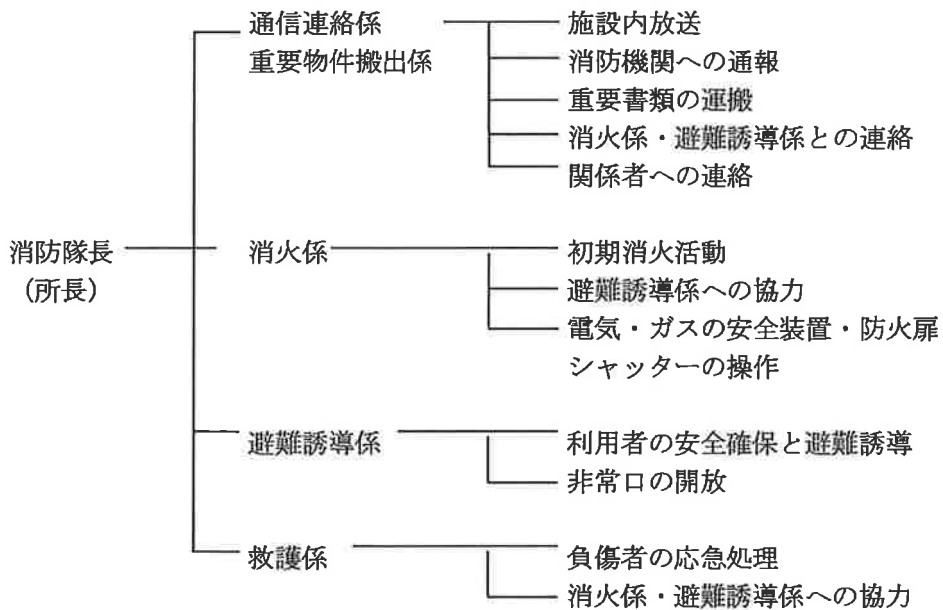 通信連絡係
重要物件搬出係
施設内放送
消防機関への通報
重要書類の運搬
消火係・避難誘導係との連絡
関係者への連絡
消防隊長
(所長)
消火係
初期消火活動
避難誘導係への協力
電気・ガスの安全装置・防火扉
シャッターの操作
避難誘導係
利用者の安全確保と避難誘導
非常口の開放
救護係
負傷者の応急処理
消火係・避難誘導係への協力